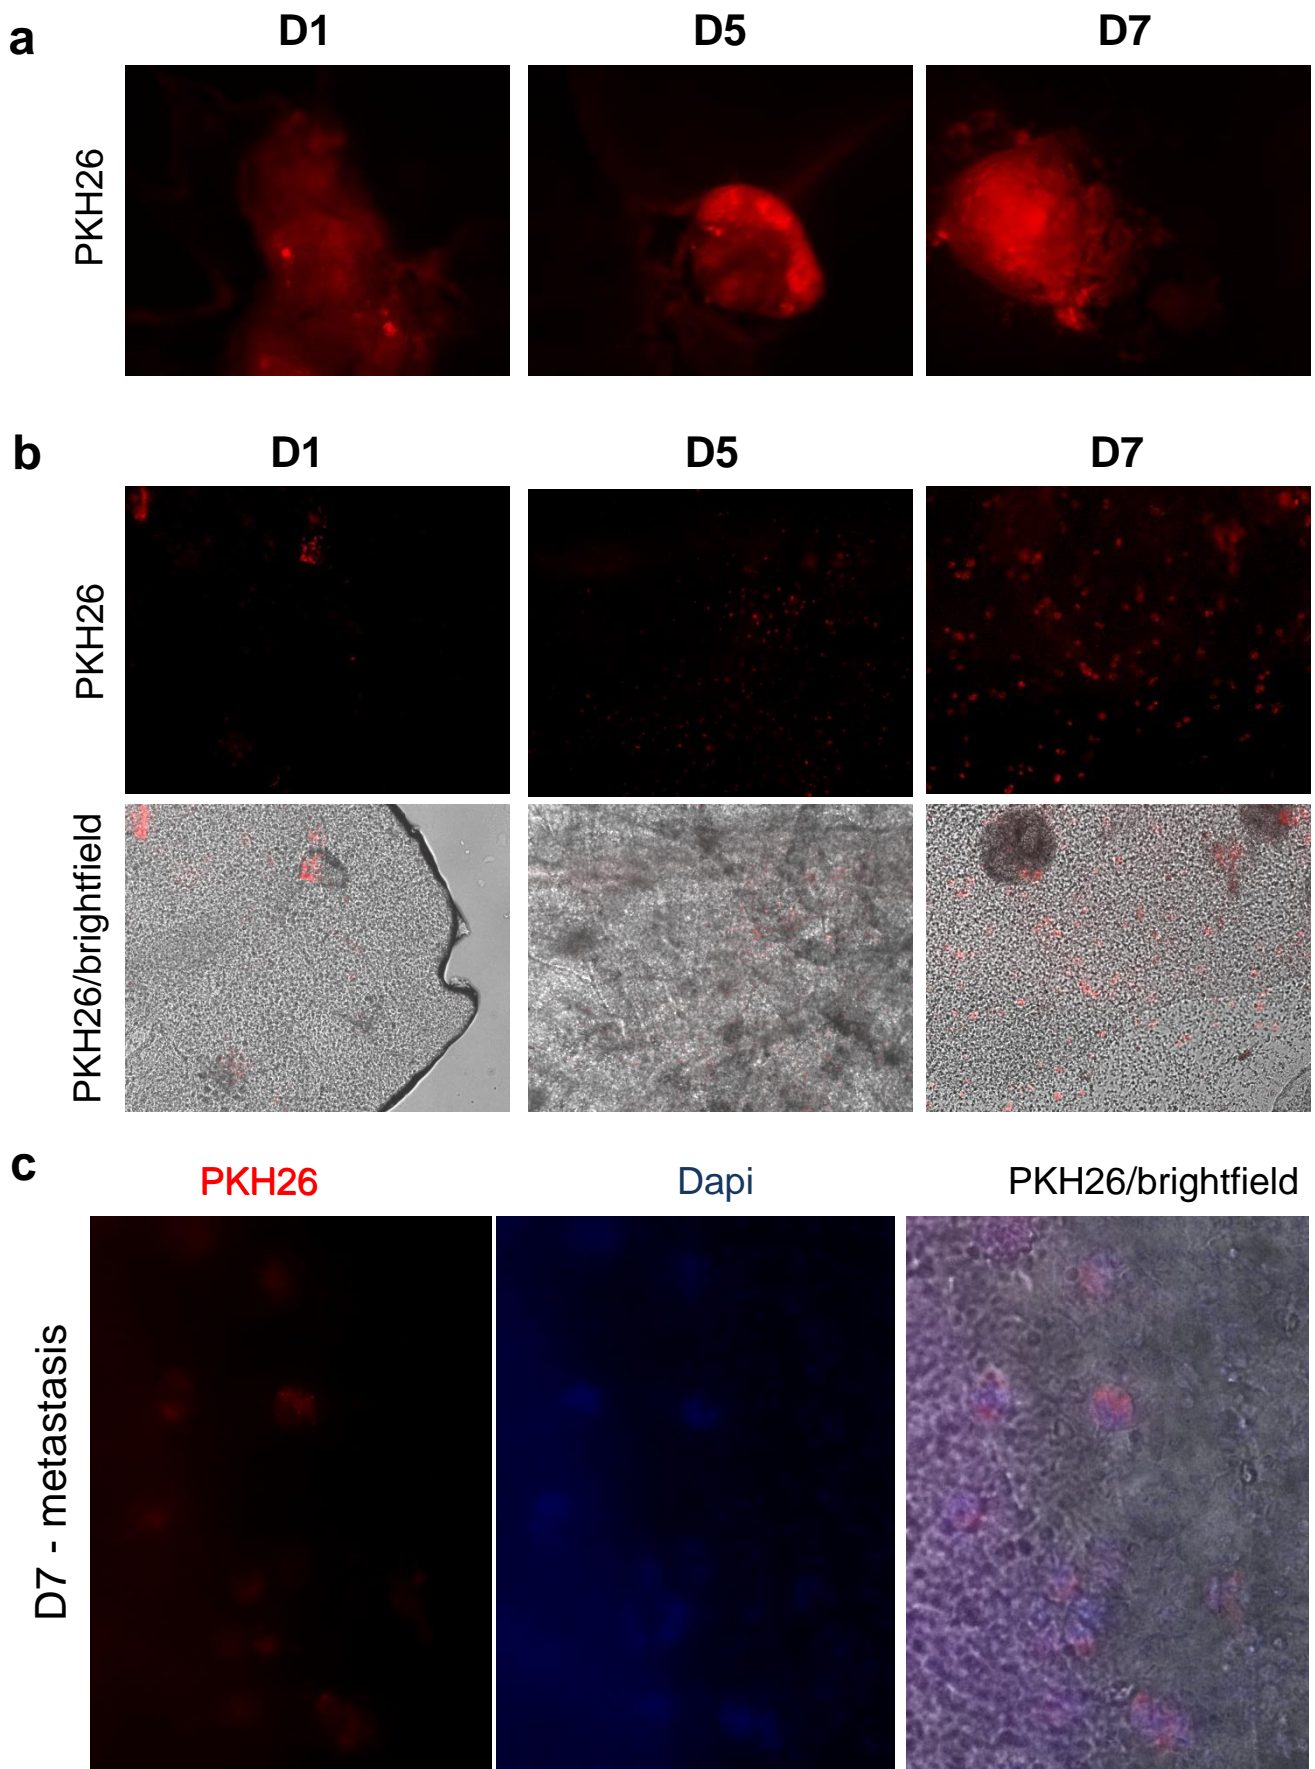 a
D1 D5 D7
PKH26
b
D1 D5 D7
PKH26
PKH26/brightfield
c
PKH26 Dapi PKH26/brightfield
D7 - metastasis